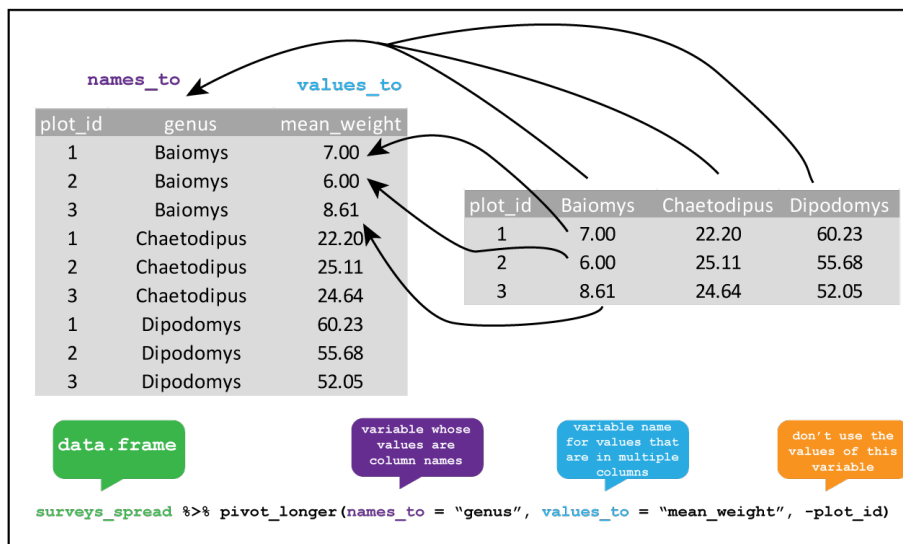 names_to
values_to
plot_id genus mean_weight
1 Baiomys 7.00
2 Baiomys 6.00
3 Baiomys 8.61
1 Chaetodipus 22.20
2 Chaetodipus 25.11
3 Chaetodipus 24.64
1 Dipodomys 60.23
2 Dipodomys 55.68
3 Dipodomys 52.05
plot_id Baiomys Chaetodipus Dipodomys
1 7.00 22.20 60.23
2 6.00 25.11 55.68
3 8.61 24.64 52.05
data.frame
variable whose
values are
column names
variable name
for values that
are in multiple
columns
don't use the
values of this
variable
surveys_spread %>% pivot_longer(names_to = “genus”, values_to = “mean_weight”, -plot_id)